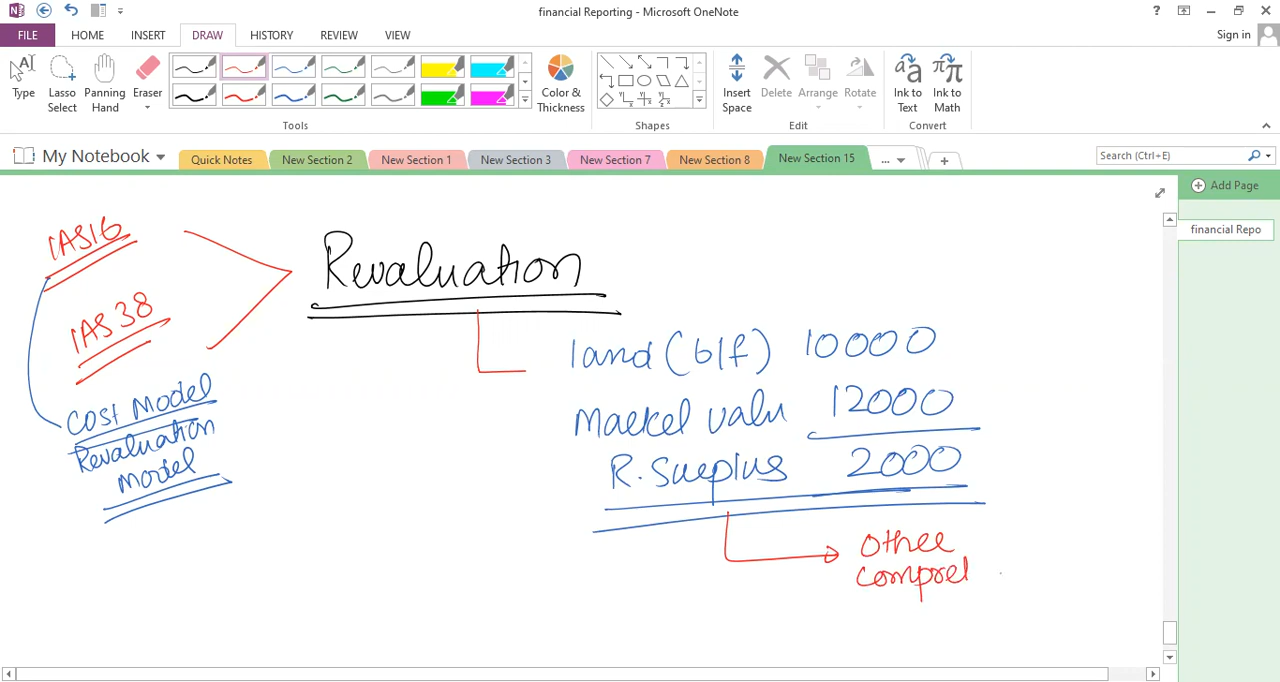 financial Reporting - Microsoft OneNote
Sign in
FILE HOME INSERT DRAW HISTORY REVIEW VIEW
Type
Lasso Select
Panning Hand
Eraser
Color & Thickness
Insert Space
Delete
Arrange
Rotate
Ink to Text
Ink to Math
Tools
Shapes
Edit
Convert
My Notebook
Quick Notes
New Section 2
New Section 1
New Section 3
New Section 7
New Section 8
New Section 15
...
Search (Ctrl+E)
Add Page
financial Repo
IAS16
IAS 38
Cost Model
Revaluation
model
Revaluation
land (b/f) 10000
Market valu 12000
R. Surplus 2000
Other
comprel